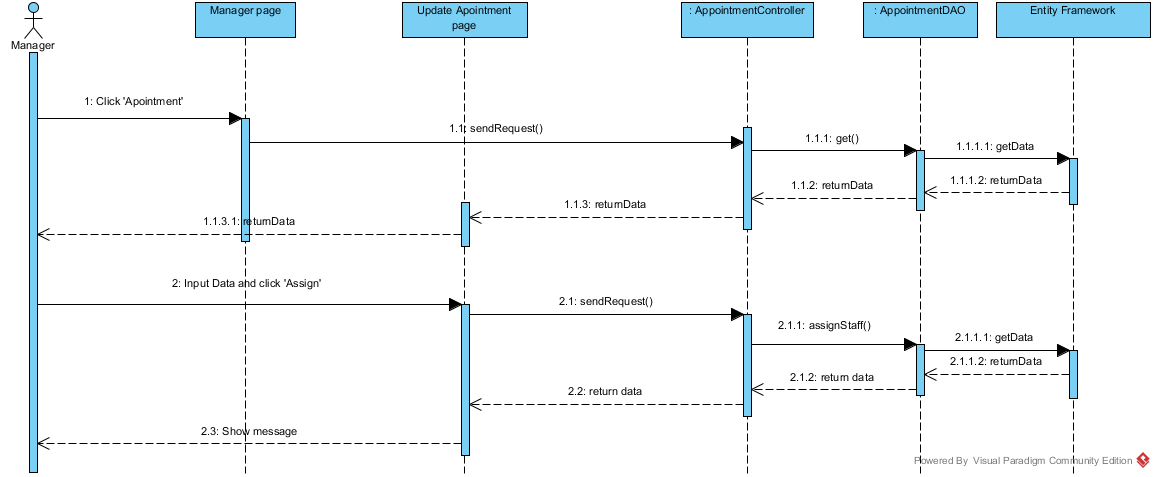 Manager page
Update Apointment
page
: AppointmentController
: AppointmentDAO
Entity Framework
Manager
1: Click 'Apointment'
1.1: sendRequest()
1.1.1: get()
1.1.1.1: getData
1.1.1.2: returnData
1.1.2: returnData
1.1.3: returnData
1.1.3.1: returnData
2: Input Data and click 'Assign'
2.1: sendRequest()
2.1.1: assignStaff()
2.1.1.1: getData
2.1.1.2: returnData
2.1.2: return data
2.2: return data
2.3: Show message
Powered By Visual Paradigm Community Edition